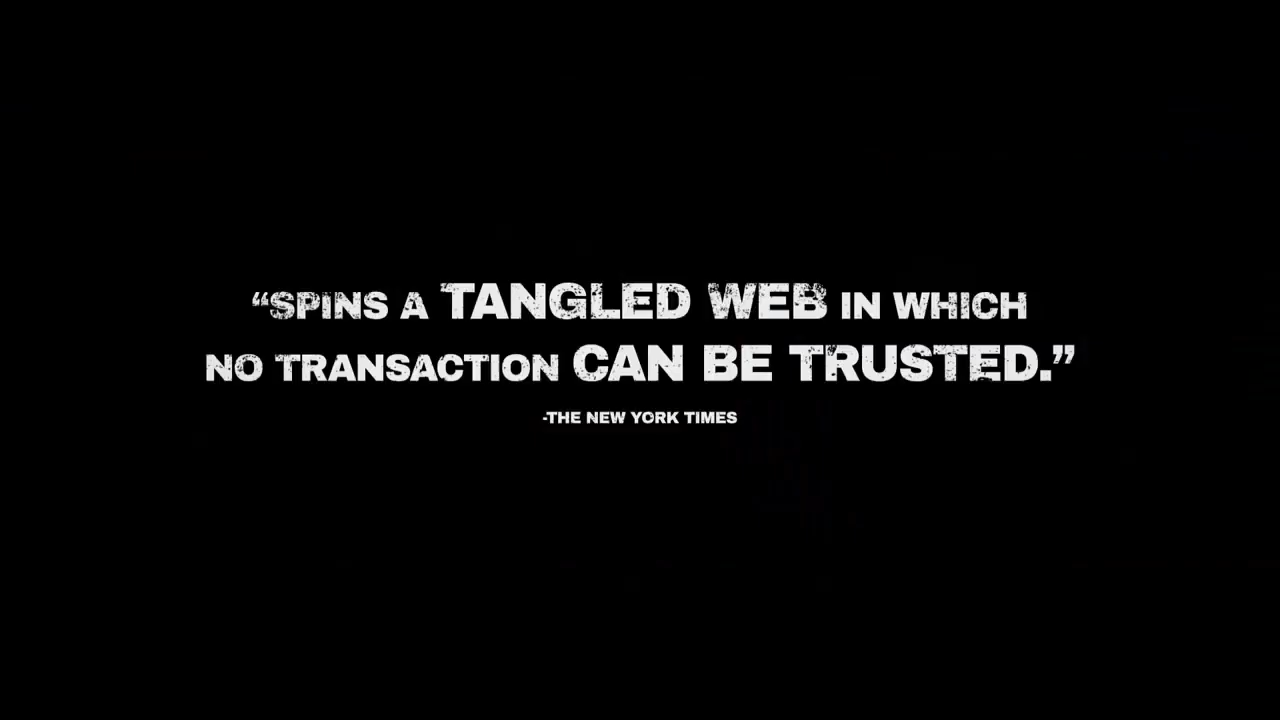 “SPINS A TANGLED WEB IN WHICH
NO TRANSACTION CAN BE TRUSTED.”
-THE NEW YORK TIMES